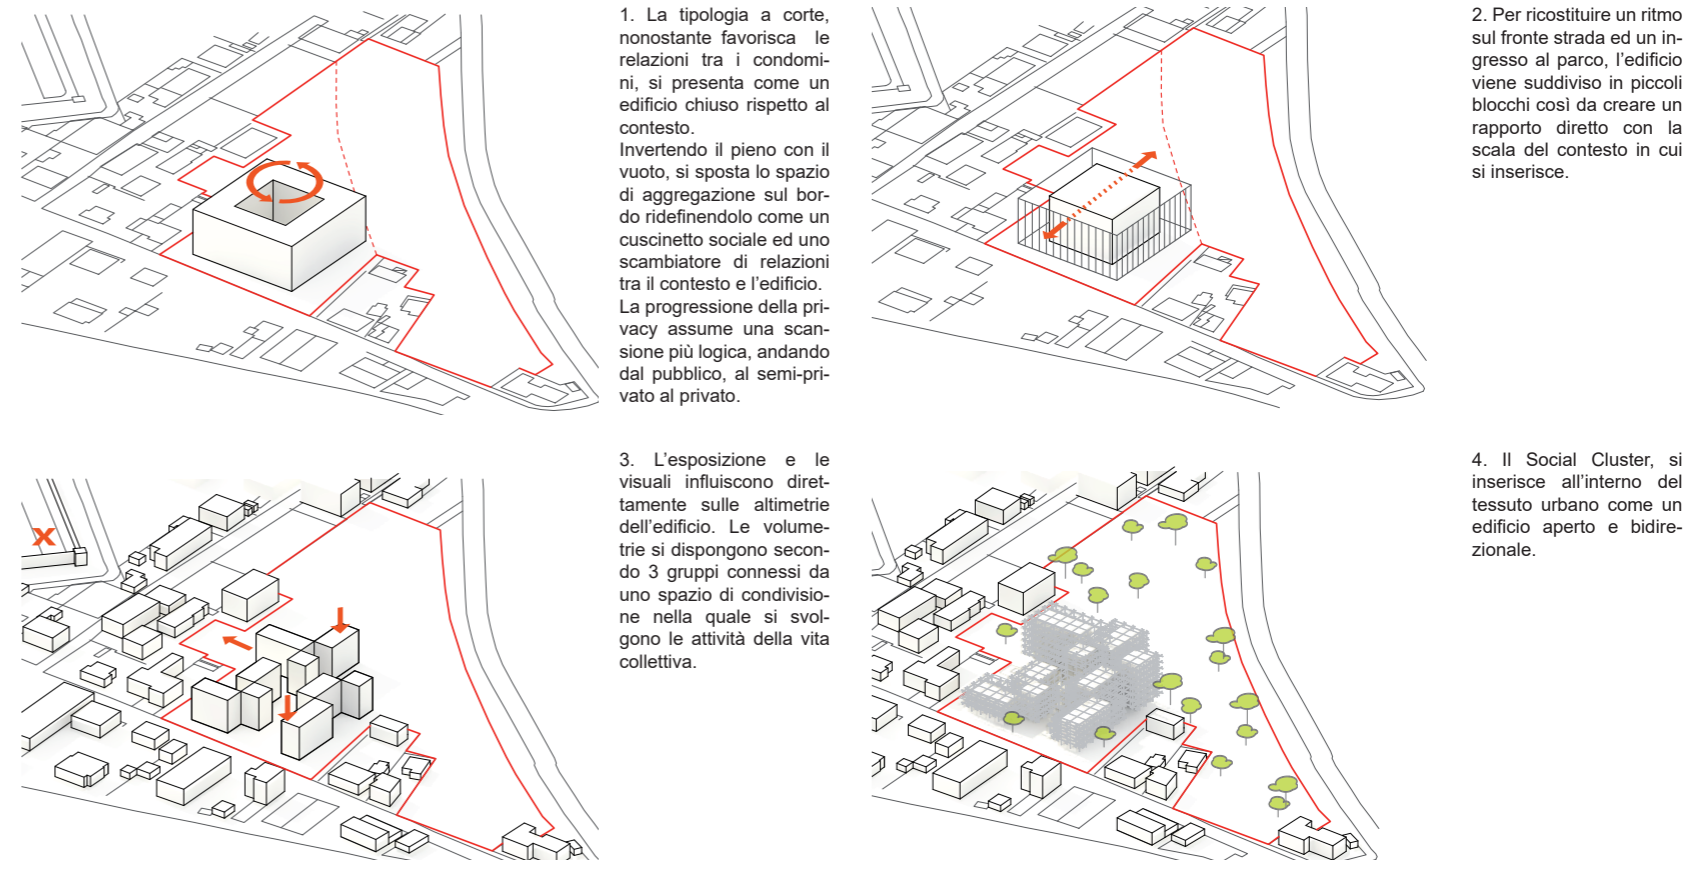 1. La tipologia a corte,
nonostante favorisca le
relazioni tra i condomi-
ni, si presenta come un
edificio chiuso rispetto al
contesto.
Invertendo il pieno con il
vuoto, si sposta lo spazio
di aggregazione sul bor-
do ridefinendolo come un
cuscinetto sociale ed uno
scambiatore di relazioni
tra il contesto e l'edificio.
La progressione della pri-
vacy assume una scan-
sione più logica, andando
dal pubblico, al semi-pri-
vato al privato.
2. Per ricostituire un ritmo
sul fronte strada ed un in-
gresso al parco, l'edificio
viene suddiviso in piccoli
blocchi così da creare un
rapporto diretto con la
scala del contesto in cui
si inserisce.
3. L'esposizione e le
visuali influiscono diret-
tamente sulle altimetrie
dell'edificio. Le volume-
trie si dispongono secon-
do 3 gruppi connessi da
uno spazio di condivisio-
ne nella quale si svol-
gono le attività della vita
collettiva.
4. Il Social Cluster, si
inserisce all'interno del
tessuto urbano come un
edificio aperto e bidire-
zionale.